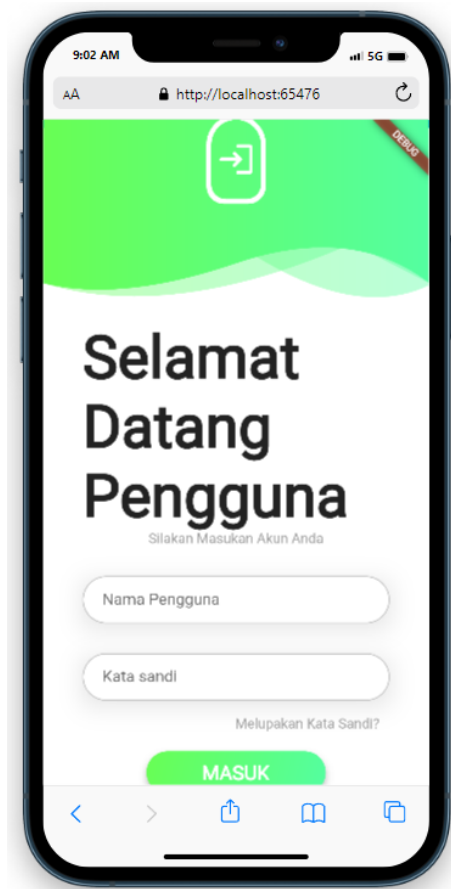 9:02 AM
5G
AA
http://localhost:65476
DEBUG
Selamat
Datang
Pengguna
Silakan Masukan Akun Anda
Nama Pengguna
Kata sandi
Melupakan Kata Sandi?
MASUK